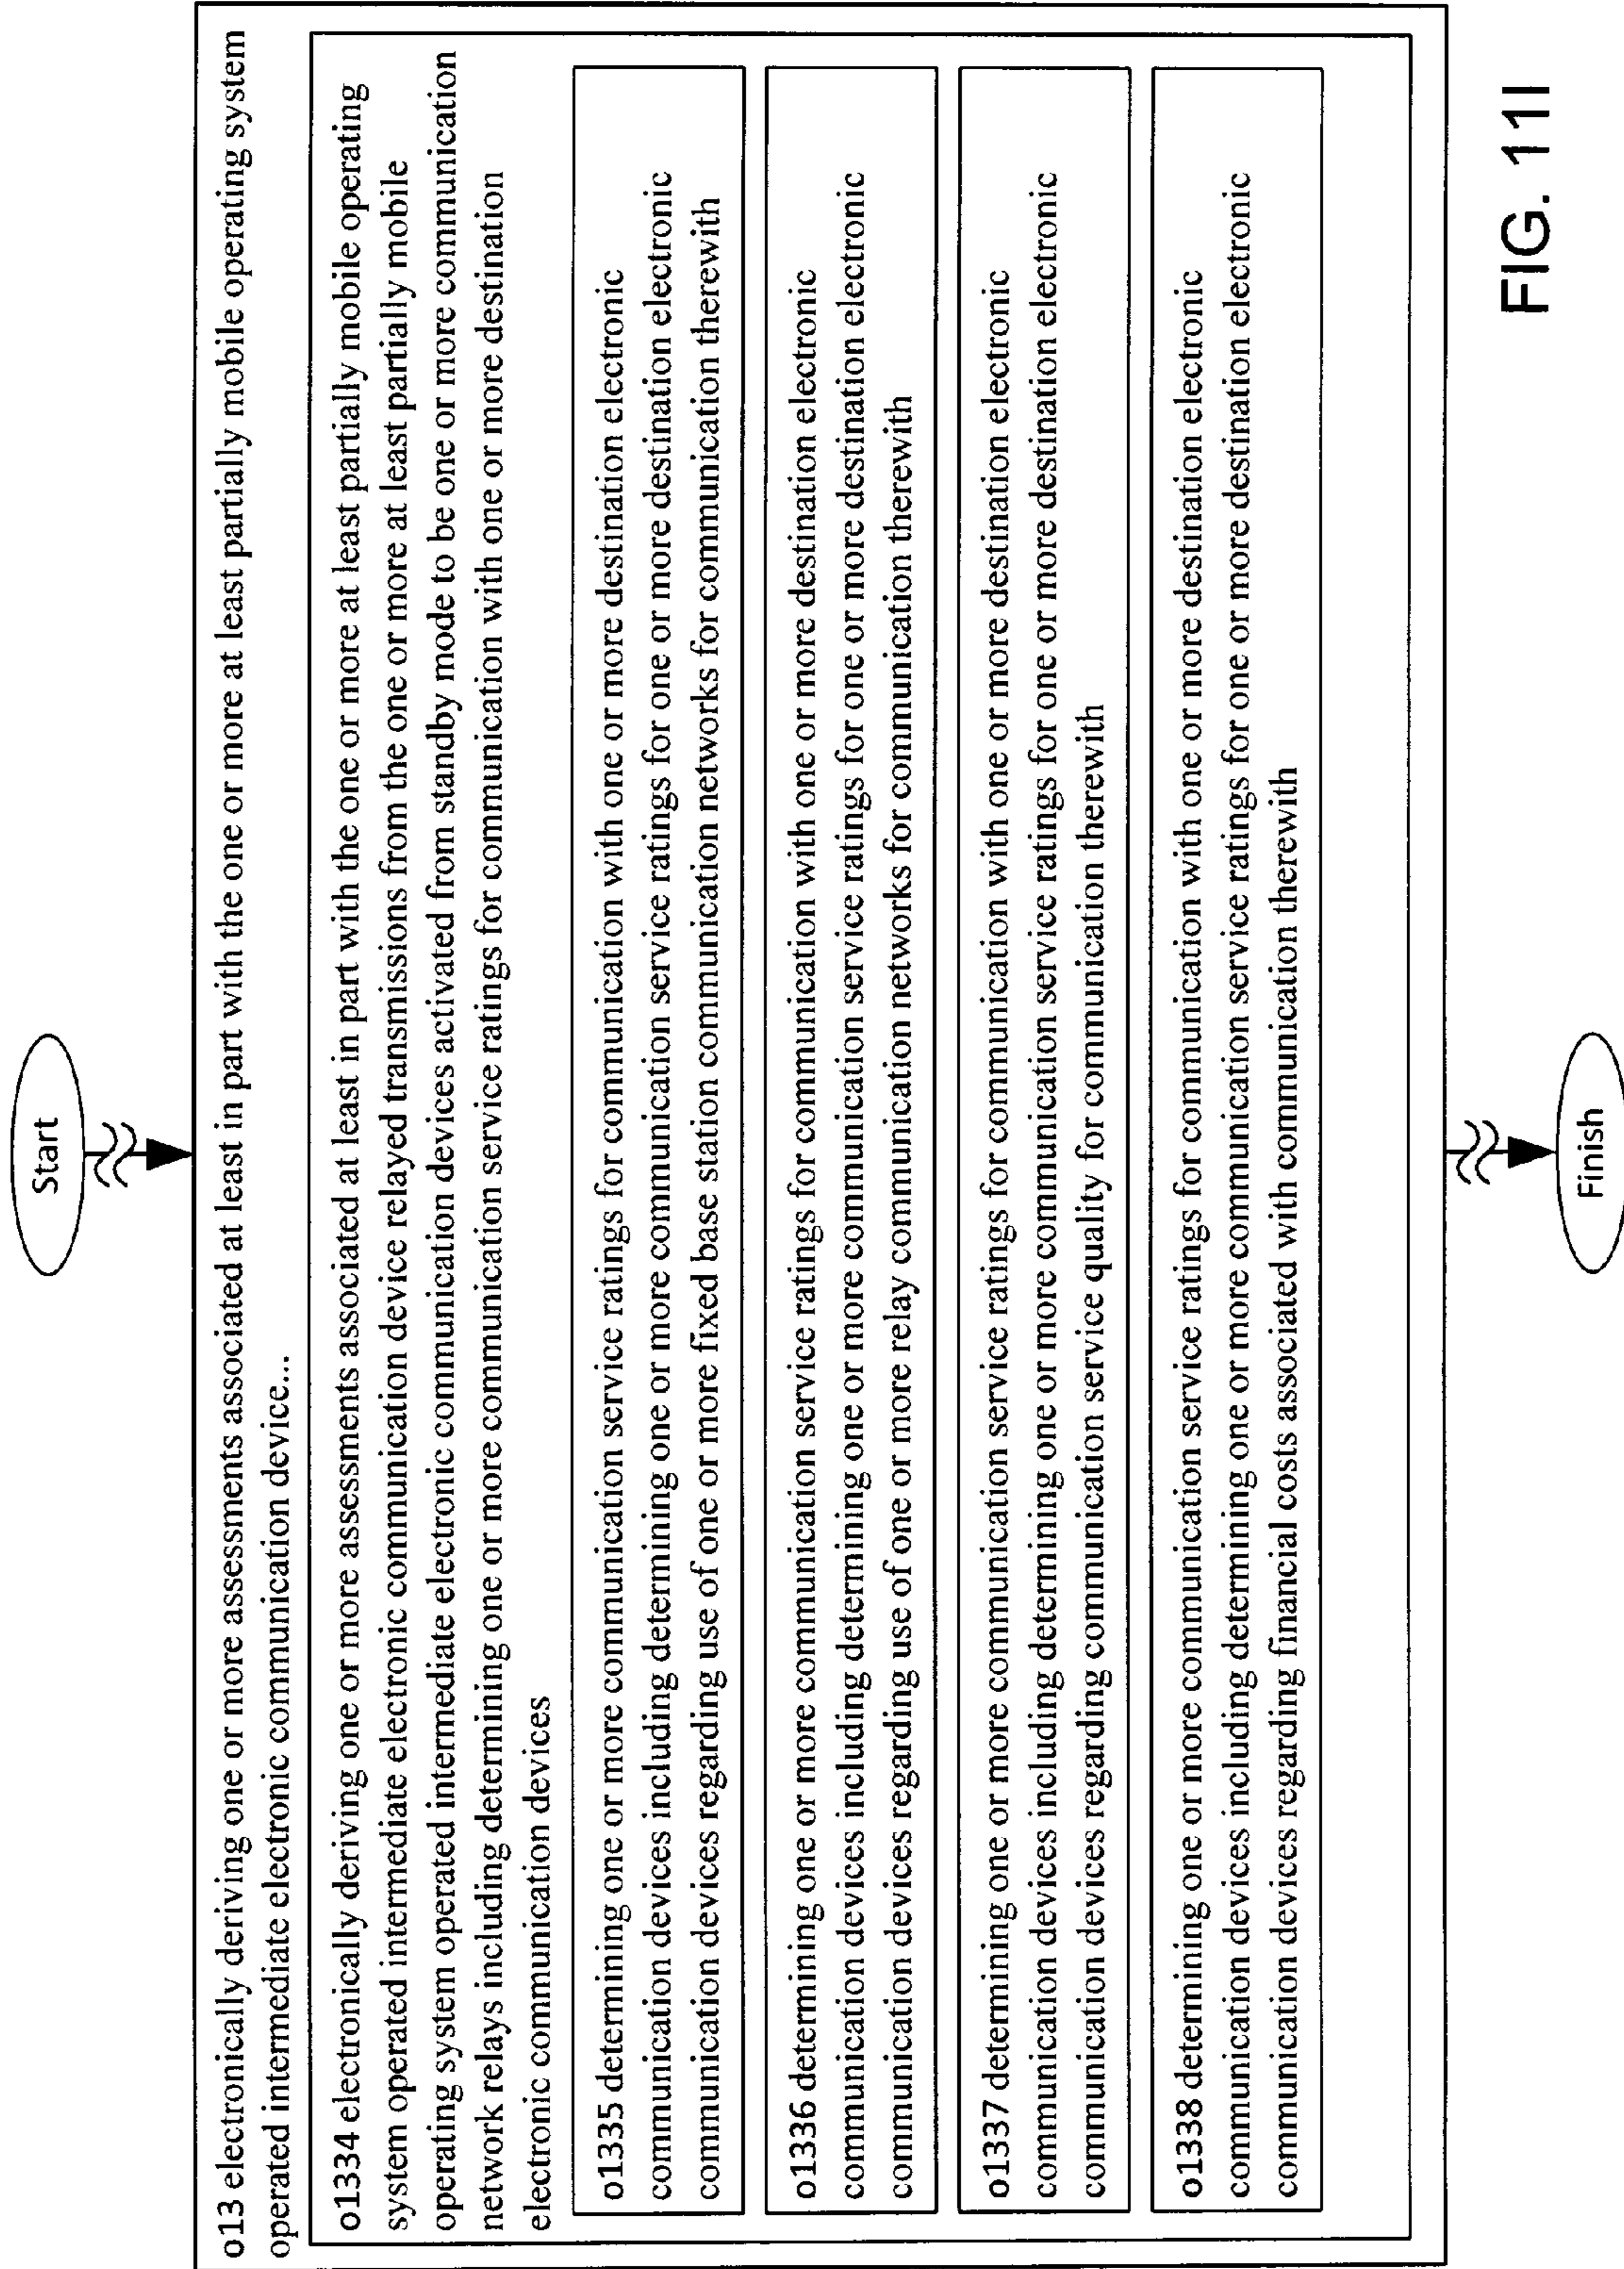 Start
o13 electronically deriving one or more assessments associated at least in part with the one or more at least partially mobile operating system
operated intermediate electronic communication device...
o1334 electronically deriving one or more assessments associated at least in part with the one or more at least partially mobile operating
system operated intermediate electronic communication device relayed transmissions from the one or more at least partially mobile
operating system operated intermediate electronic communication devices activated from standby mode to be one or more communication
network relays including determining one or more communication service ratings for communication with one or more destination
electronic communication devices
o1335 determining one or more communication service ratings for communication with one or more destination electronic
communication devices including determining one or more communication service ratings for one or more destination electronic
communication devices regarding use of one or more fixed base station communication networks for communication therewith
o1336 determining one or more communication service ratings for communication with one or more destination electronic
communication devices including determining one or more communication service ratings for one or more destination electronic
communication devices regarding use of one or more relay communication networks for communication therewith
o1337 determining one or more communication service ratings for communication with one or more destination electronic
communication devices including determining one or more communication service ratings for one or more destination electronic
communication devices regarding communication service quality for communication therewith
o1338 determining one or more communication service ratings for communication with one or more destination electronic
communication devices including determining one or more communication service ratings for one or more destination electronic
communication devices regarding financial costs associated with communication therewith
Finish
FIG. 11I